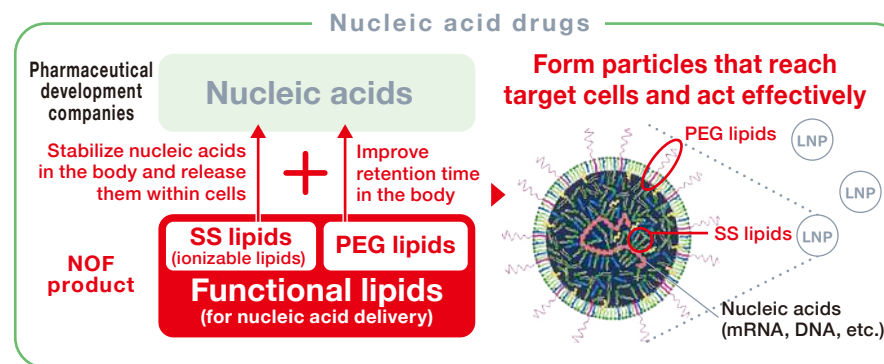 Nucleic acid drugs
Pharmaceutical
development
companies
Nucleic acids
Stabilize nucleic acids
in the body and release
them within cells
Improve
retention time
in the body
NOF
product
SS lipids
(ionizable lipids)
PEG lipids
Functional lipids
(for nucleic acid delivery)
Form particles that reach
target cells and act effectively
PEG lipids
LNP
LNP
SS lipids
LNP
Nucleic acids
(mRNA, DNA, etc.)